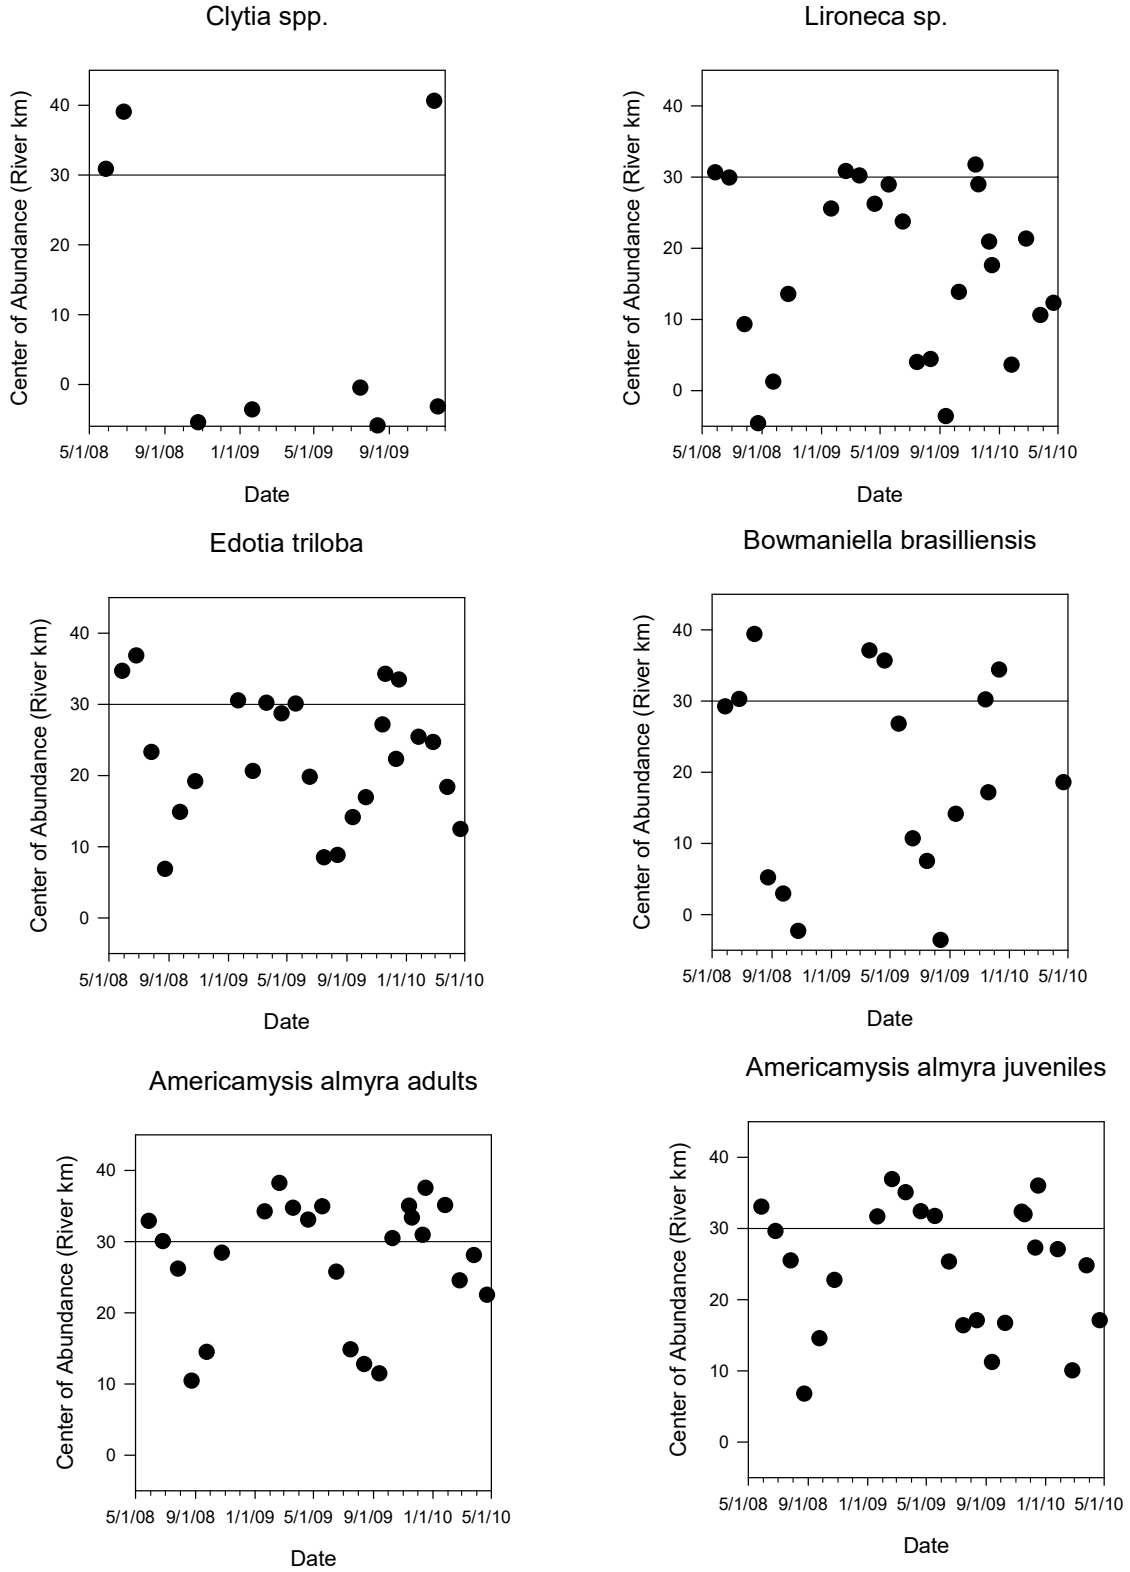 Clytia spp.
Center of Abundance (River km)
40
30
20
10
0
5/1/08 9/1/08 1/1/09 5/1/09 9/1/09
Date
Lironeca sp.
Center of Abundance (River km)
40
30
20
10
0
5/1/08 9/1/08 1/1/09 5/1/09 9/1/09 1/1/10 5/1/10
Date
Edotia triloba
Center of Abundance (River km)
40
30
20
10
0
5/1/08 9/1/08 1/1/09 5/1/09 9/1/09 1/1/10 5/1/10
Date
Bowmaniella brasilliensis
Center of Abundance (River km)
40
30
20
10
0
5/1/08 9/1/08 1/1/09 5/1/09 9/1/09 1/1/10 5/1/10
Date
Americamysis almyra adults
Center of Abundance (River km)
40
30
20
10
0
5/1/08 9/1/08 1/1/09 5/1/09 9/1/09 1/1/10 5/1/10
Date
Americamysis almyra juveniles
Center of Abundance (River km)
40
30
20
10
0
5/1/08 9/1/08 1/1/09 5/1/09 9/1/09 1/1/10 5/1/10
Date